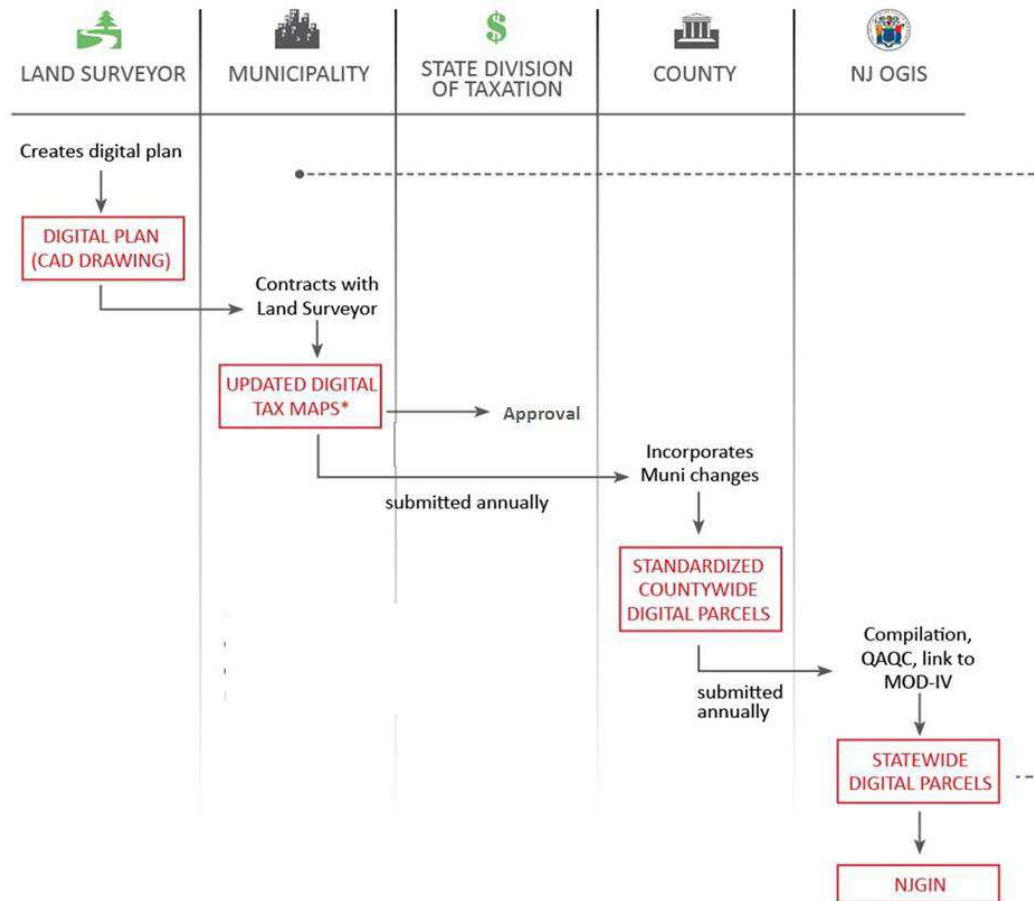 LAND SURVEYOR
MUNICIPALITY
STATE DIVISION
OF TAXATION
COUNTY
NJ OGIS
Creates digital plan
DIGITAL PLAN
(CAD DRAWING)
Contracts with
Land Surveyor
UPDATED DIGITAL
TAX MAPS*
Approval
submitted annually
Incorporates
Muni changes
STANDARDIZED
COUNTYWIDE
DIGITAL PARCELS
submitted
annually
Compilation,
QAQC, link to
MOD-IV
STATEWIDE
DIGITAL PARCELS
NJGIN